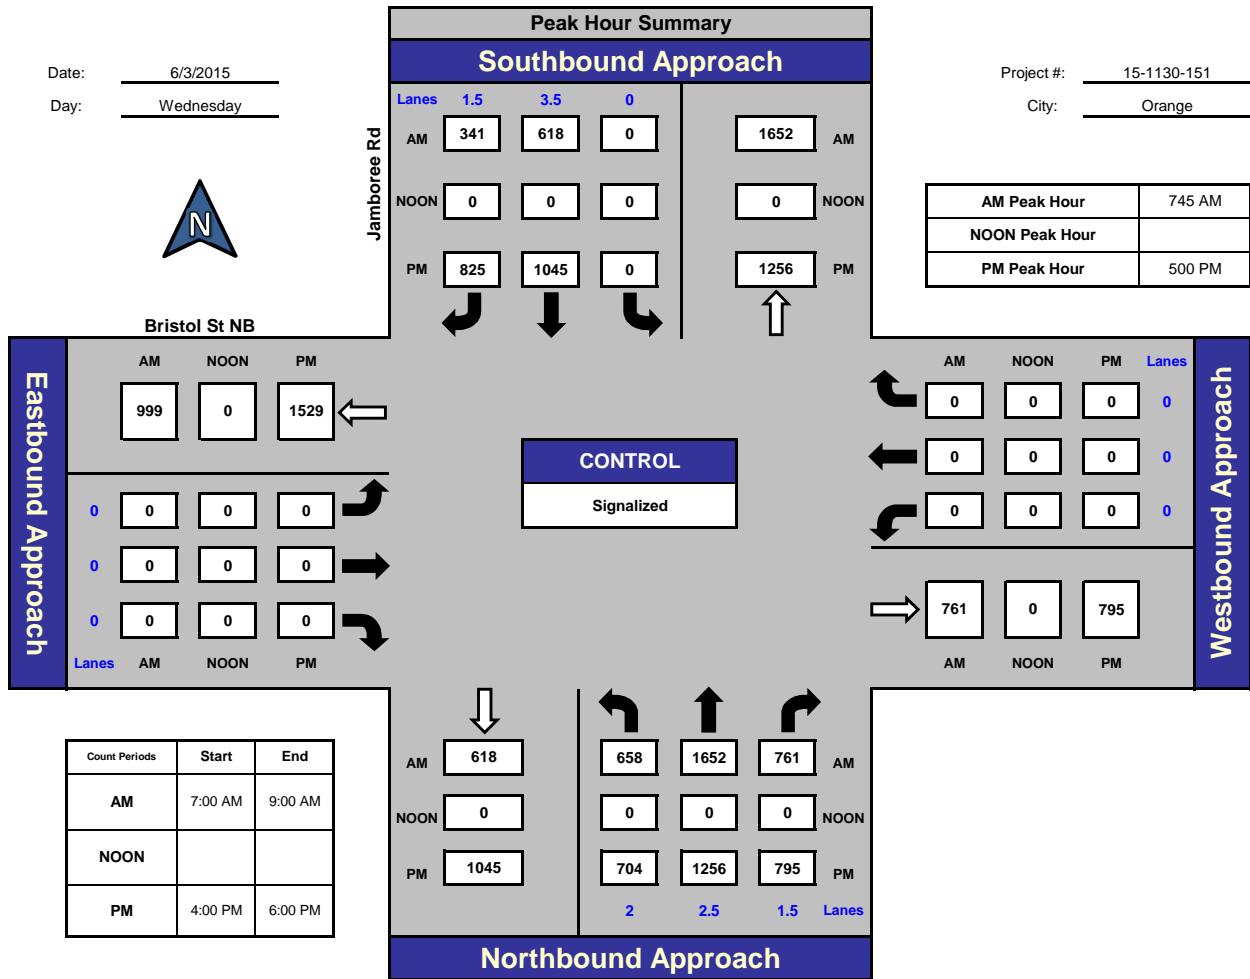 Peak Hour Summary
Southbound Approach
Date: 6/3/2015
Day: Wednesday
Project #: 15-1130-151
City: Orange
N
Jamboree Rd
Lanes 1.5 3.5 0
AM 341 618 0 1652 AM
NOON 0 0 0 0 NOON
PM 825 1045 0 1256 PM
AM Peak Hour 745 AM
NOON Peak Hour
PM Peak Hour 500 PM
Bristol St NB
Eastbound Approach
AM NOON PM
999 0 1529
0 0 0 0
0 0 0 0
0 0 0 0
Lanes AM NOON PM
CONTROL
Signalized
AM NOON PM Lanes
0 0 0 0
0 0 0 0
0 0 0 0
761 0 795
AM NOON PM
Westbound Approach
Count Periods Start End
AM 7:00 AM 9:00 AM
NOON
PM 4:00 PM 6:00 PM
AM 618 658 1652 761 AM
NOON 0 0 0 0 NOON
PM 1045 704 1256 795 PM
2 2.5 1.5 Lanes
Northbound Approach